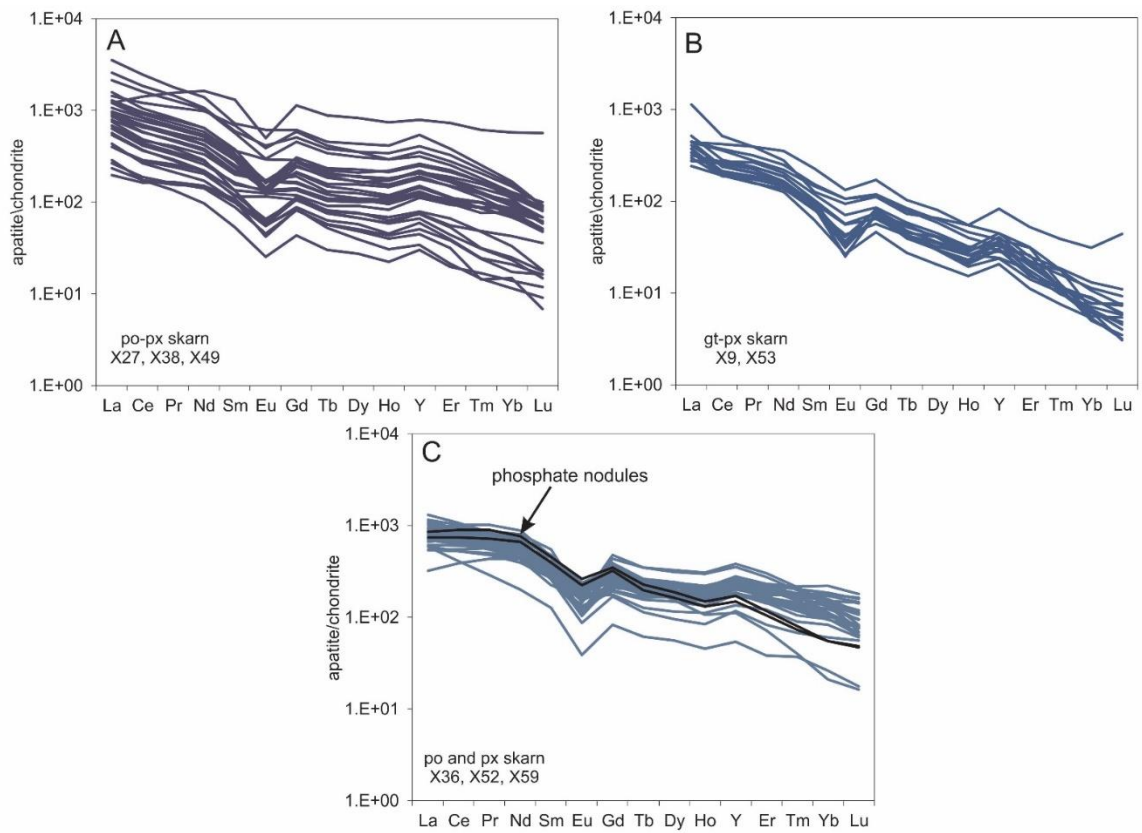 A
1.E+04
1.E+03
1.E+02
1.E+01
1.E+00
apatite\chondrite
po-px skarn
X27, X38, X49
La Ce Pr Nd Sm Eu Gd Tb Dy Ho Y Er Tm Yb Lu
B
1.E+04
1.E+03
1.E+02
1.E+01
1.E+00
apatite\chondrite
gt-px skarn
X9, X53
La Ce Pr Nd Sm Eu Gd Tb Dy Ho Y Er Tm Yb Lu
C
1.E+04
1.E+03
1.E+02
1.E+01
1.E+00
apatite/chondrite
phosphate nodules
po and px skarn
X36, X52, X59
La Ce Pr Nd Sm Eu Gd Tb Dy Ho Y Er Tm Yb Lu